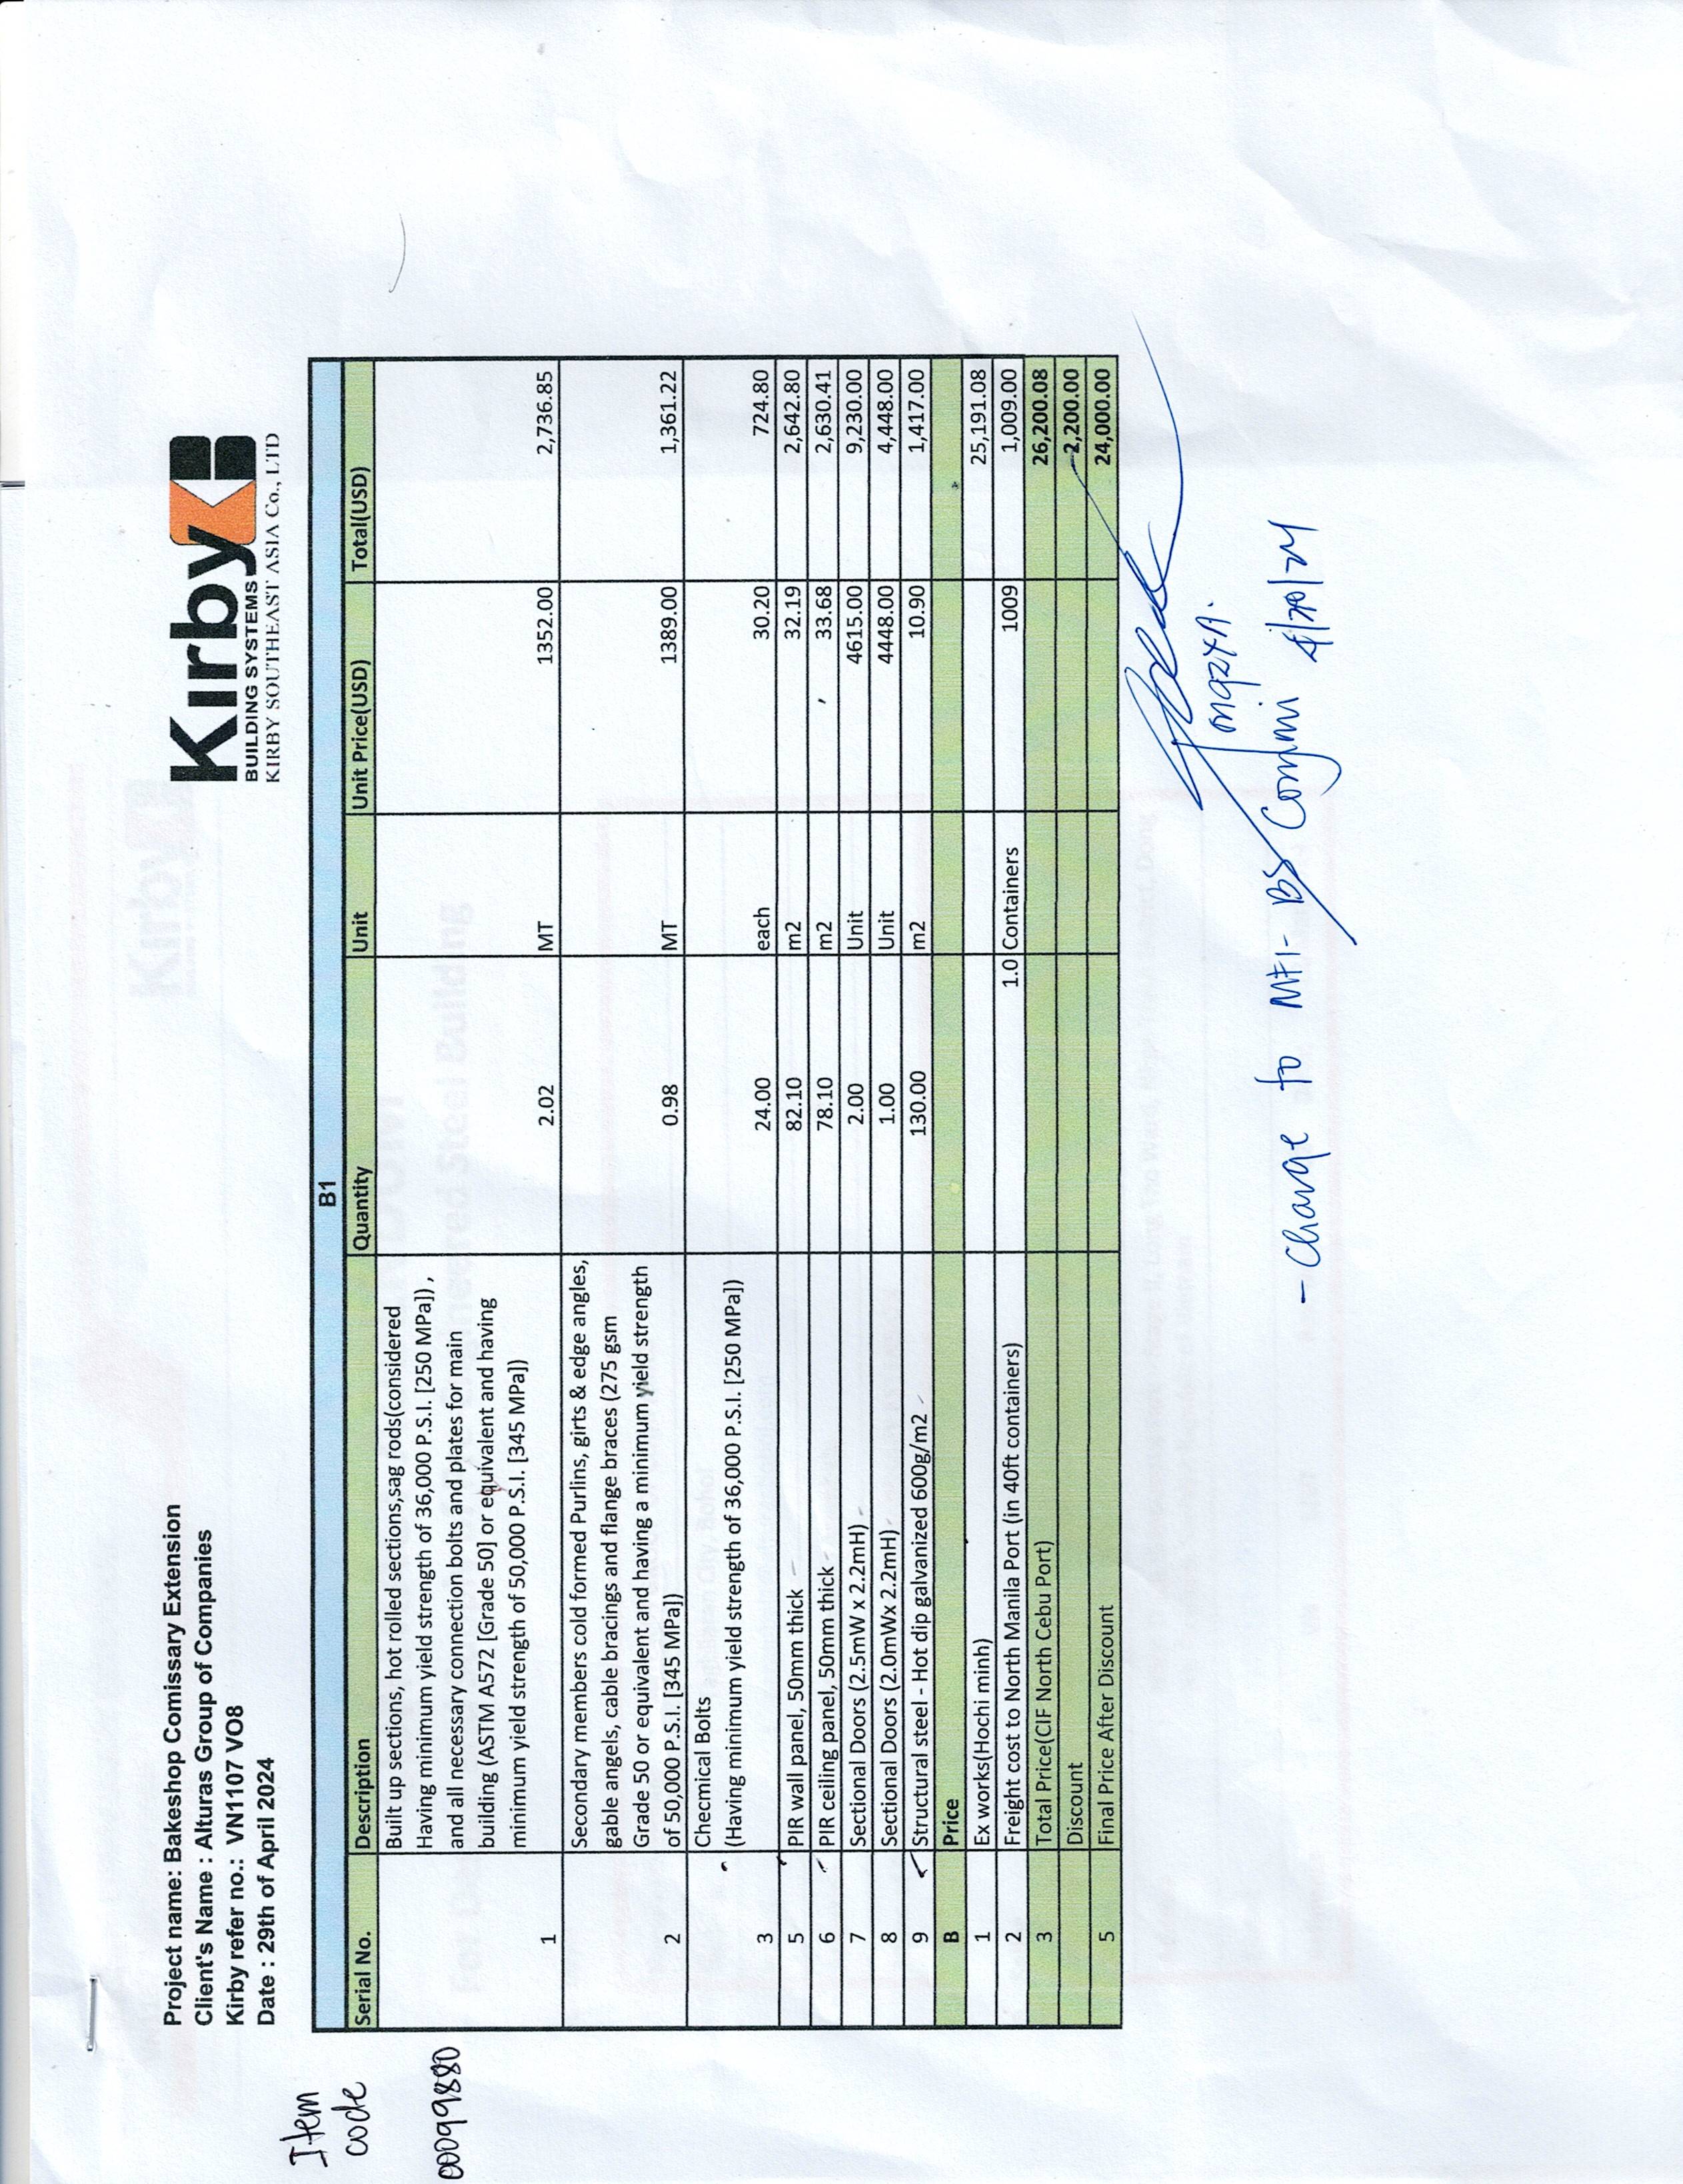 Project name: Bakeshop Comissary Extension
Client's Name : Alturas Group of Companies
Kirby refer no.: VN1107 VO8
Date : 29th of April 2024
Kirby
BUILDING SYSTEMS
KIRBY SOUTHEAST ASIA Co., LTD
Item
code
00099880
B1
Serial No. Description Quantity Unit Unit Price(USD) Total(USD)
Built up sections, hot rolled sections,sag rods(considered
Having minimum yield strength of 36,000 P.S.I. [250 MPa]) ,
and all necessary connection bolts and plates for main
building (ASTM A572 [Grade 50] or equivalent and having
1 minimum yield strength of 50,000 P.S.I. [345 MPa]) 2.02 MT 1352.00 2,736.85
Secondary members cold formed Purlins, girts & edge angles,
gable angels, cable bracings and flange braces (275 gsm
Grade 50 or equivalent and having a minimum yield strength
2 of 50,000 P.S.I. [345 MPa]) 0.98 MT 1389.00 1,361.22
Checmical Bolts
3 (Having minimum yield strength of 36,000 P.S.I. [250 MPa]) 24.00 each 30.20 724.80
5 PIR wall panel, 50mm thick 82.10 m2 32.19 2,642.80
6 PIR ceiling panel, 50mm thick 78.10 m2 33.68 2,630.41
7 Sectional Doors (2.5mW x 2.2mH) 2.00 Unit 4615.00 9,230.00
8 Sectional Doors (2.0mWx 2.2mH) 1.00 Unit 4448.00 4,448.00
9 Structural steel - Hot dip galvanized 600g/m2 130.00 m2 10.90 1,417.00
B Price
1 Ex works(Hochi minh) 25,191.08
2 Freight cost to North Manila Port (in 40ft containers) 1.0 Containers 1009 1,009.00
3 Total Price(CIF North Cebu Port) 26,200.08
Discount -2,200.00
5 Final Price After Discount 24,000.00
- Charge to MFI- BS